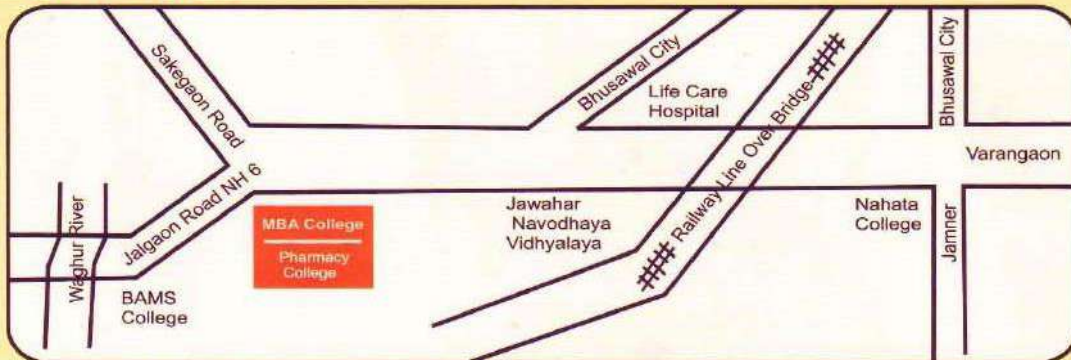 Sakegaon Road
Bhusawal City
Life Care
Hospital
Railway Line Over Bridge
Bhusawal City
Varangaon
Jalgaon Road NH 6
Waghur River
MBA College
Pharmacy
College
Jawahar
Navodhaya
Vidhyalaya
Nahata
College
Jamner
BAMS
College